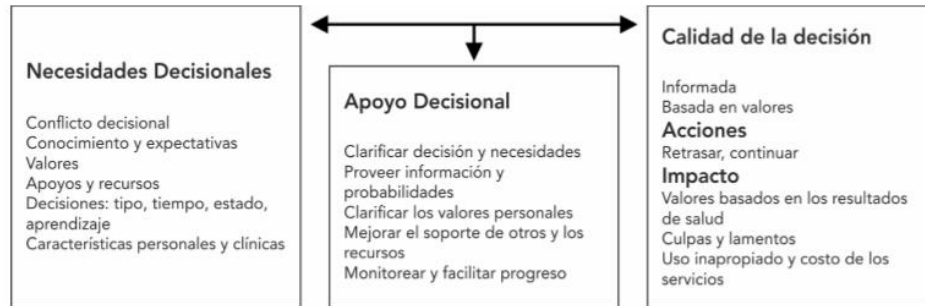 Necesidades Decisionales
Conflicto decisional
Conocimiento y expectativas
Valores
Apoyos y recursos
Decisiones: tipo, tiempo, estado,
aprendizaje
Características personales y clínicas
Apoyo Decisional
Clarificar decisión y necesidades
Proveer información y
probabilidades
Clarificar los valores personales
Mejorar el soporte de otros y los
recursos
Monitorear y facilitar progreso
Calidad de la decisión
Informada
Basada en valores
Acciones
Retrasar, continuar
Impacto
Valores basados en los resultados
de salud
Culpas y lamentos
Uso inapropiado y costo de los
servicios